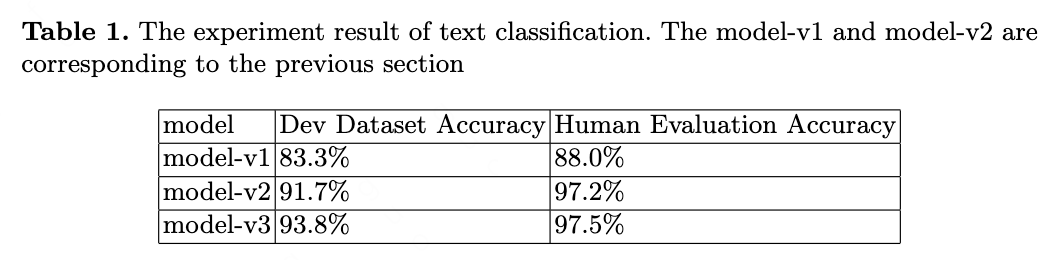 Table 1. The experiment result of text classification. The model-v1 and model-v2 are
corresponding to the previous section
model Dev Dataset Accuracy Human Evaluation Accuracy
model-v1 83.3% 88.0%
model-v2 91.7% 97.2%
model-v3 93.8% 97.5%